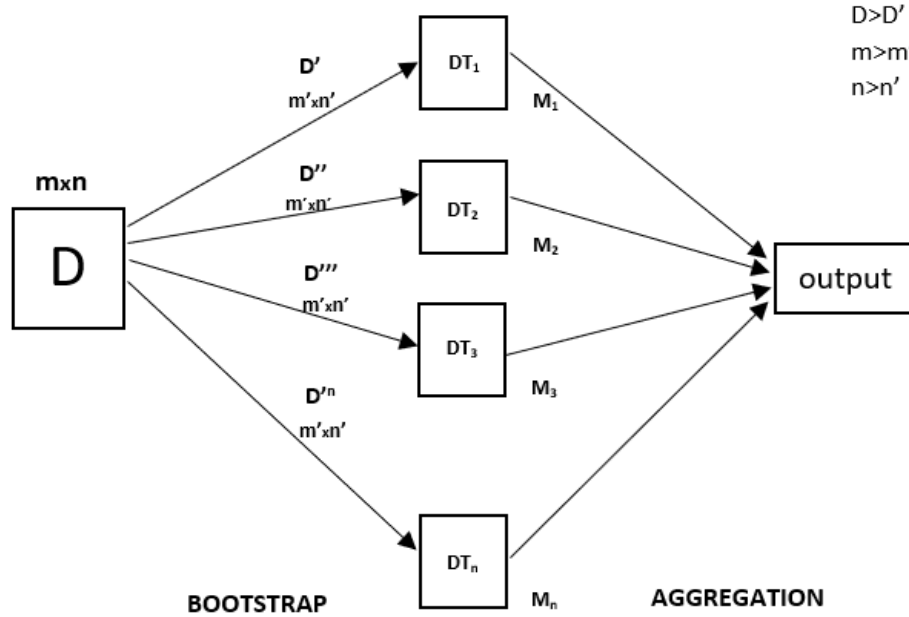 D>D'
m>m
n>n'
D'
m'xn'
DT₁
M₁
mxn
D
D''
m'xn'
DT₂
M₂
D'''
m'xn'
DT₃
M₃
output
D'ⁿ
m'xn'
DTₙ
Mₙ
BOOTSTRAP
AGGREGATION